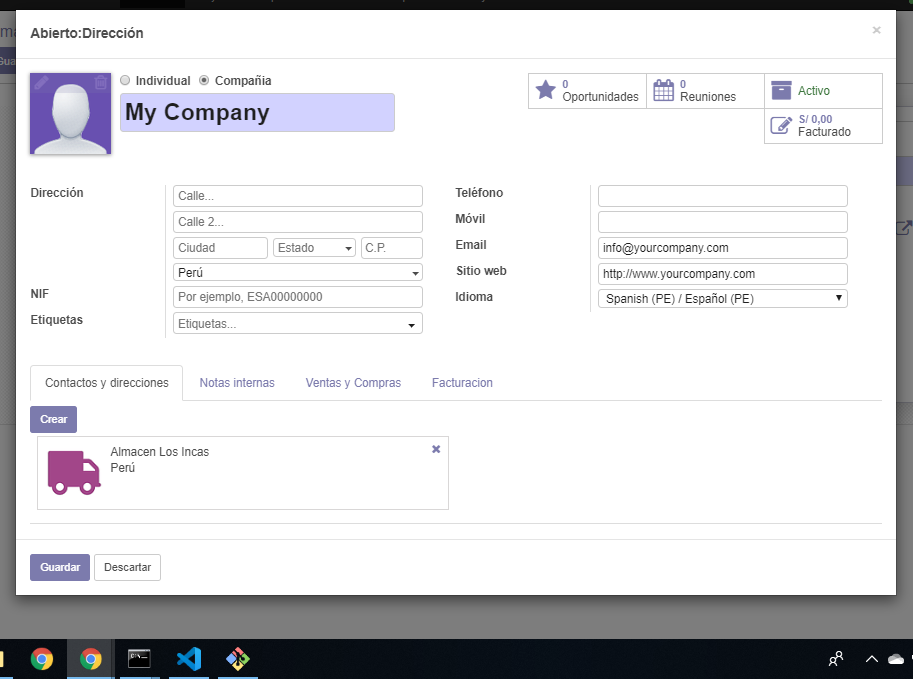 Abierto:Dirección
×
Individual Compañia
My Company
0
Oportunidades
0
Reuniones
Activo
S/ 0,00
Facturado
Dirección
Calle...
Calle 2...
Ciudad
Estado
C.P.
Perú
NIF
Por ejemplo, ESA00000000
Etiquetas
Etiquetas...
Teléfono
Móvil
Email
info@yourcompany.com
Sitio web
http://www.yourcompany.com
Idioma
Spanish (PE) / Español (PE)
Contactos y direcciones
Notas internas
Ventas y Compras
Facturacion
Crear
Almacen Los Incas
Perú
Guardar
Descartar